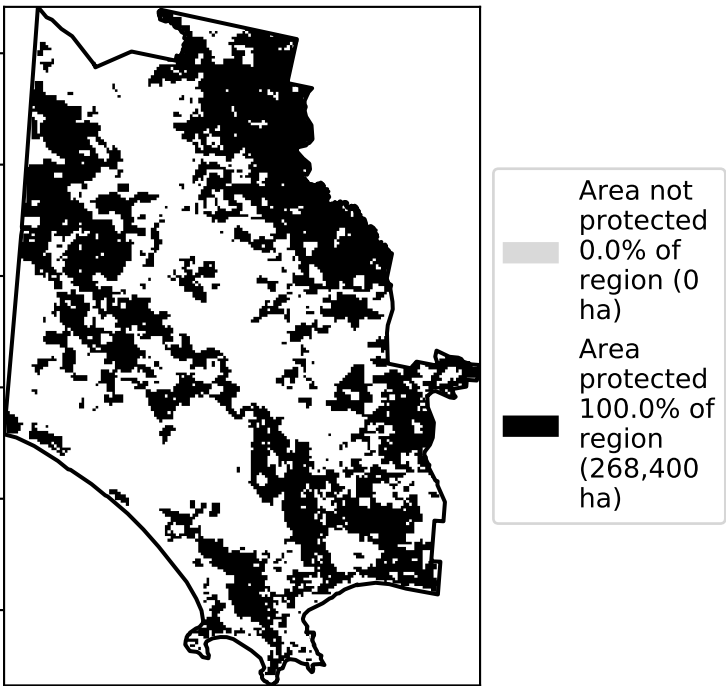 Area not
protected
0.0% of
region (0
ha)
Area
protected
100.0% of
region
(268,400
ha)